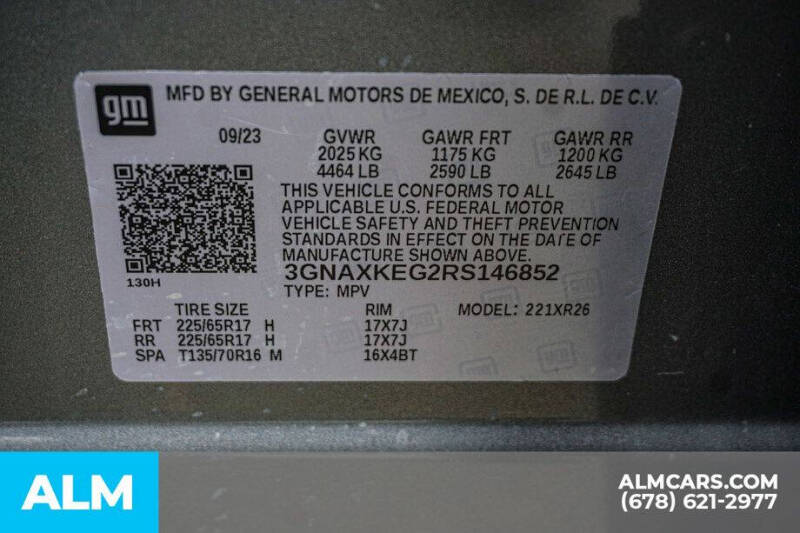 gm
MFD BY GENERAL MOTORS DE MEXICO, S. DE R.L. DE C.V.
09/23 GVWR GAWR FRT GAWR RR
2025 KG 1175 KG 1200 KG
4464 LB 2590 LB 2645 LB
THIS VEHICLE CONFORMS TO ALL
APPLICABLE U.S. FEDERAL MOTOR
VEHICLE SAFETY AND THEFT PREVENTION
STANDARDS IN EFFECT ON THE DATE OF
MANUFACTURE SHOWN ABOVE.
130H
3GNAXKEG2RS146852
TYPE: MPV
TIRE SIZE RIM MODEL: 221XR26
FRT 225/65R17 H 17X7J
RR 225/65R17 H 17X7J
SPA T135/70R16 M 16X4BT
ALM
ALMCARS.COM
(678) 621-2977